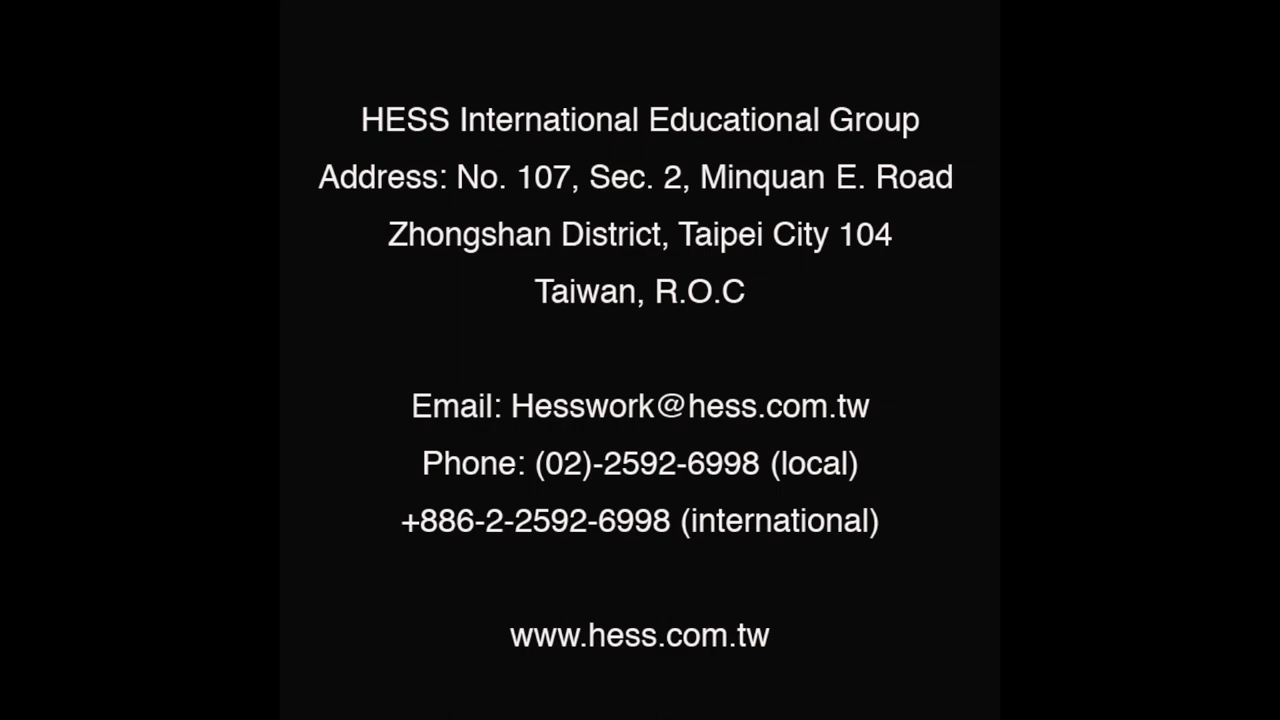 HESS International Educational Group
Address: No. 107, Sec. 2, Minquan E. Road
Zhongshan District, Taipei City 104
Taiwan, R.O.C
Email: Hesswork@hess.com.tw
Phone: (02)-2592-6998 (local)
+886-2-2592-6998 (international)
www.hess.com.tw